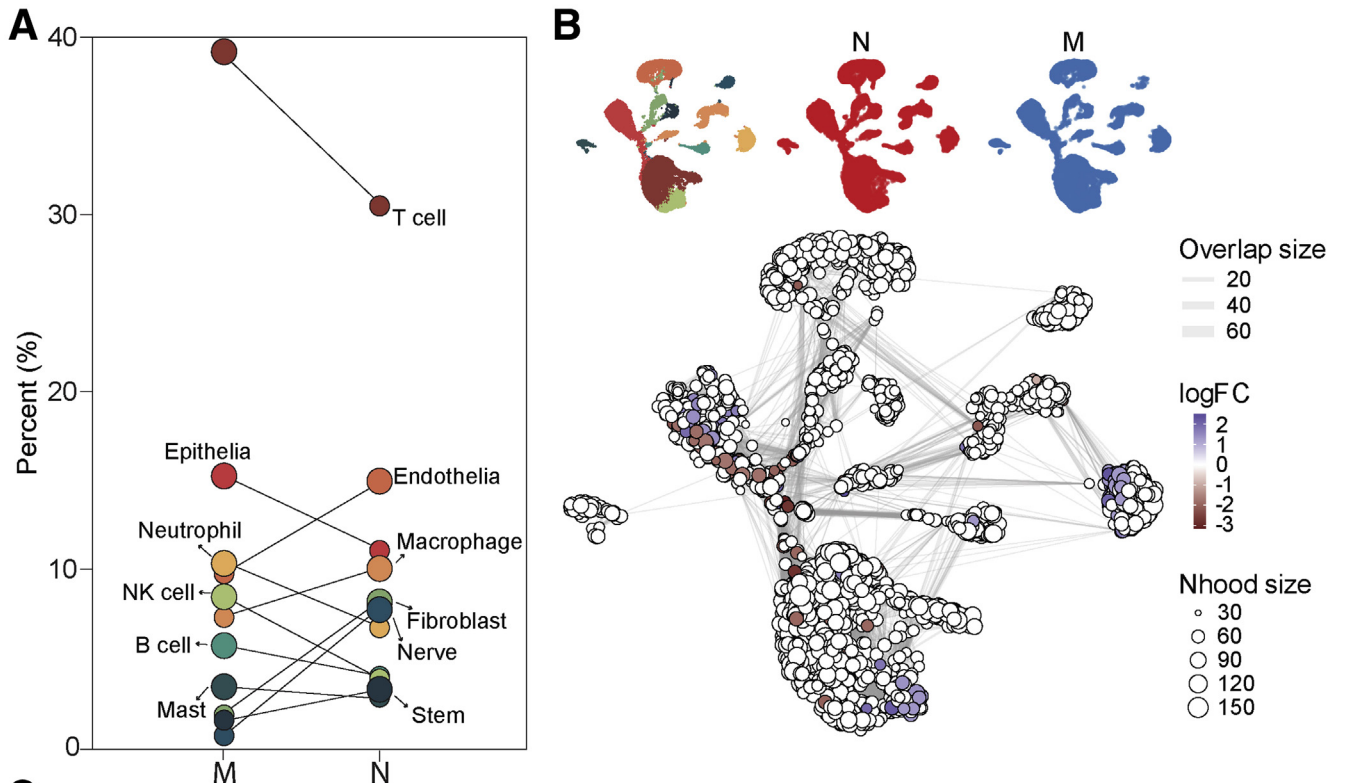 A
B
40
30
20
10
0
Percent (%)
T cell
Epithelia
Endothelia
Neutrophil
Macrophage
NK cell
Fibroblast
B cell
Nerve
Mast
Stem
M
N
N
M
Overlap size
20
40
60
logFC
2
1
0
-1
-2
-3
Nhood size
30
60
90
120
150